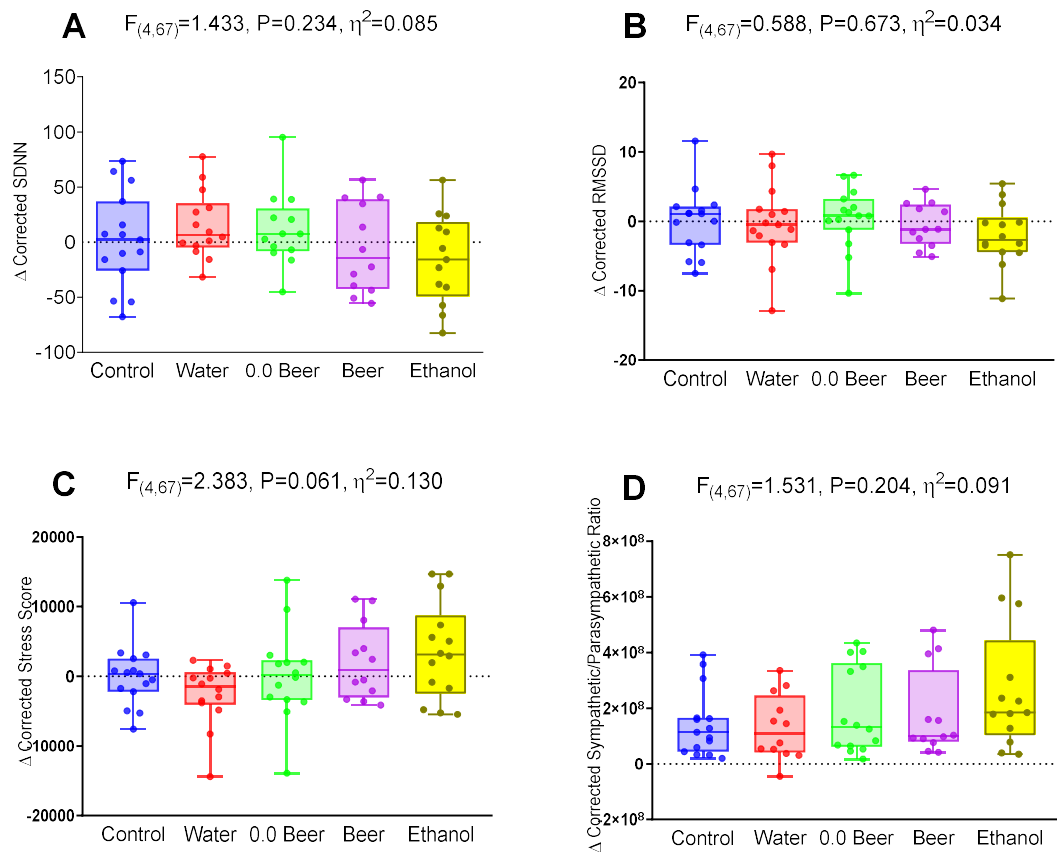 A
F(4,67)=1.433, P=0.234, η²=0.085
Δ Corrected SDNN
150
100
50
0
-50
-100
Control Water 0.0 Beer Beer Ethanol
B
F(4,67)=0.588, P=0.673, η²=0.034
Δ Corrected RMSSD
20
10
0
-10
-20
Control Water 0.0 Beer Beer Ethanol
C
F(4,67)=2.383, P=0.061, η²=0.130
Δ Corrected Stress Score
20000
10000
0
-10000
-20000
Control Water 0.0 Beer Beer Ethanol
D
F(4,67)=1.531, P=0.204, η²=0.091
Δ Corrected Sympathetic/Parasympathetic Ratio
8×10⁸
6×10⁸
4×10⁸
2×10⁸
0
2×10⁸
Control Water 0.0 Beer Beer Ethanol